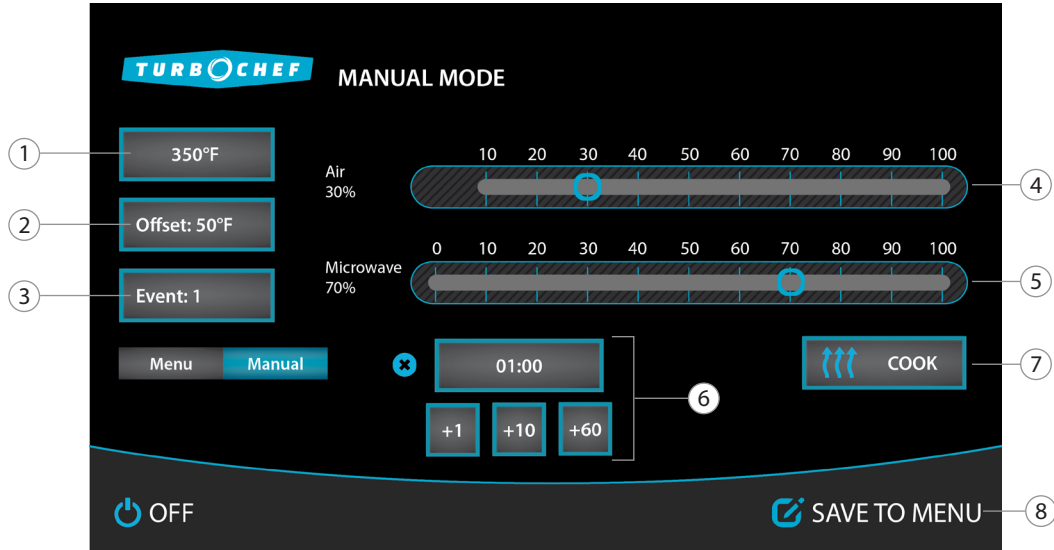 TURBOCHEF
MANUAL MODE
1
350°F
2
Offset: 50°F
3
Event: 1
Menu Manual
Air
30%
10 20 30 40 50 60 70 80 90 100
4
Microwave
70%
0 10 20 30 40 50 60 70 80 90 100
5
01:00
+1 +10 +60
6
COOK
7
OFF
SAVE TO MENU
8